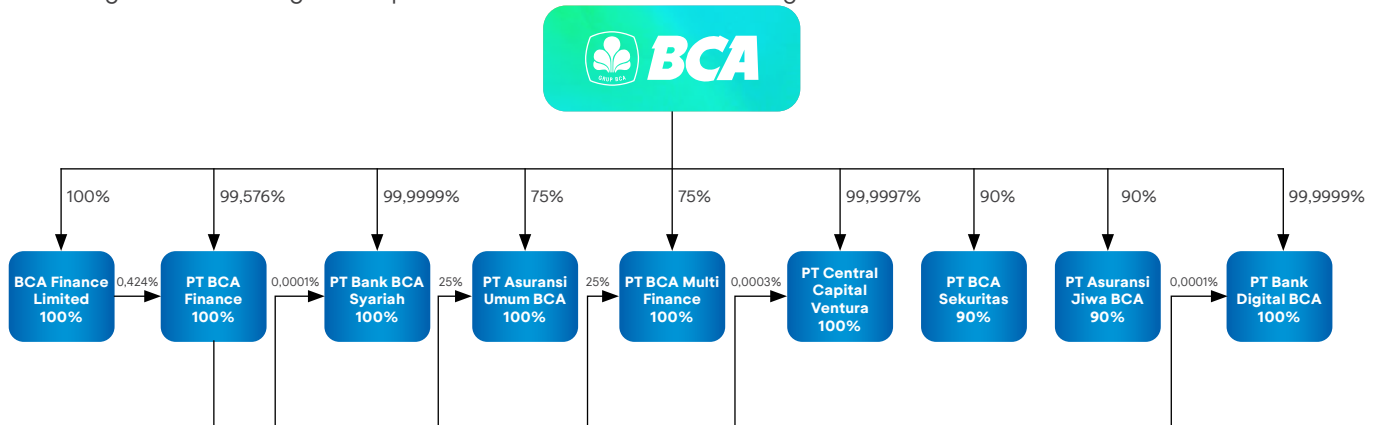 GRUP BCA
BCA
100%
99,576%
99,9999%
75%
75%
99,9997%
90%
90%
99,9999%
BCA Finance
Limited
100%
0,424%
PT BCA
Finance
100%
0,0001%
PT Bank BCA
Syariah
100%
25%
PT Asuransi
Umum BCA
100%
25%
PT BCA Multi
Finance
100%
0,0003%
PT Central
Capital
Ventura
100%
PT BCA
Sekuritas
90%
PT Asuransi
Jiwa BCA
90%
0,0001%
PT Bank
Digital BCA
100%